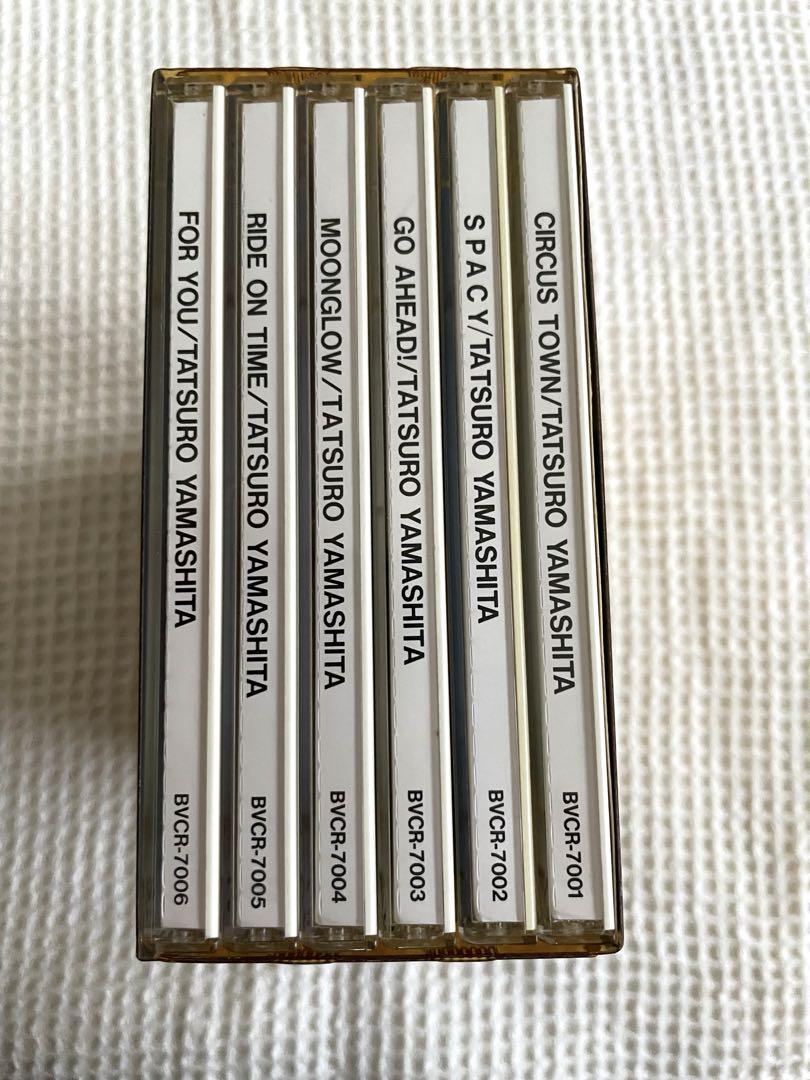 FOR YOU/TATSURO YAMASHITA BVCR-7006
RIDE ON TIME/TATSURO YAMASHITA BVCR-7005
MOONGLOW/TATSURO YAMASHITA BVCR-7004
GO AHEAD!/TATSURO YAMASHITA BVCR-7003
S P A C Y/TATSURO YAMASHITA BVCR-7002
CIRCUS TOWN/TATSURO YAMASHITA BVCR-7001